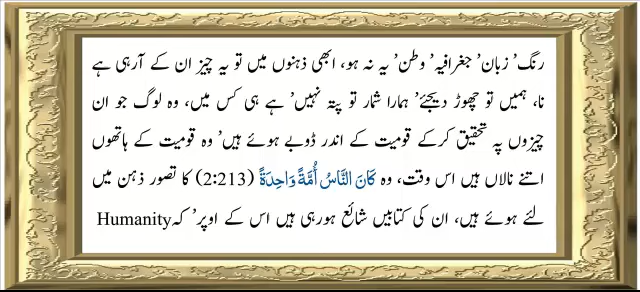 رنگ’ زبان’ جغرافیہ’ وطن’ یہ نہ ہو، ابھی ذہنوں میں تو یہ چیز ان کے آرہی ہے
نا، ہمیں تو چھوڑ دیجئے’ ہمارا شمار تو پتہ نہیں’ ہے ہی کس میں، وہ لوگ جو ان
چیزوں پہ تحقیق کرکے قومیت کے اندر ڈوبے ہوئے ہیں’ وہ قومیت کے ہاتھوں
اتنے نالاں ہیں اس وقت، وہ كَانَ النَّاسُ أُمَّةً وَاحِدَةً (2:213) کا تصور ذہن میں
لئے ہوئے ہیں، ان کی کتابیں شائع ہورہی ہیں اس کے اوپر’ کہ Humanity